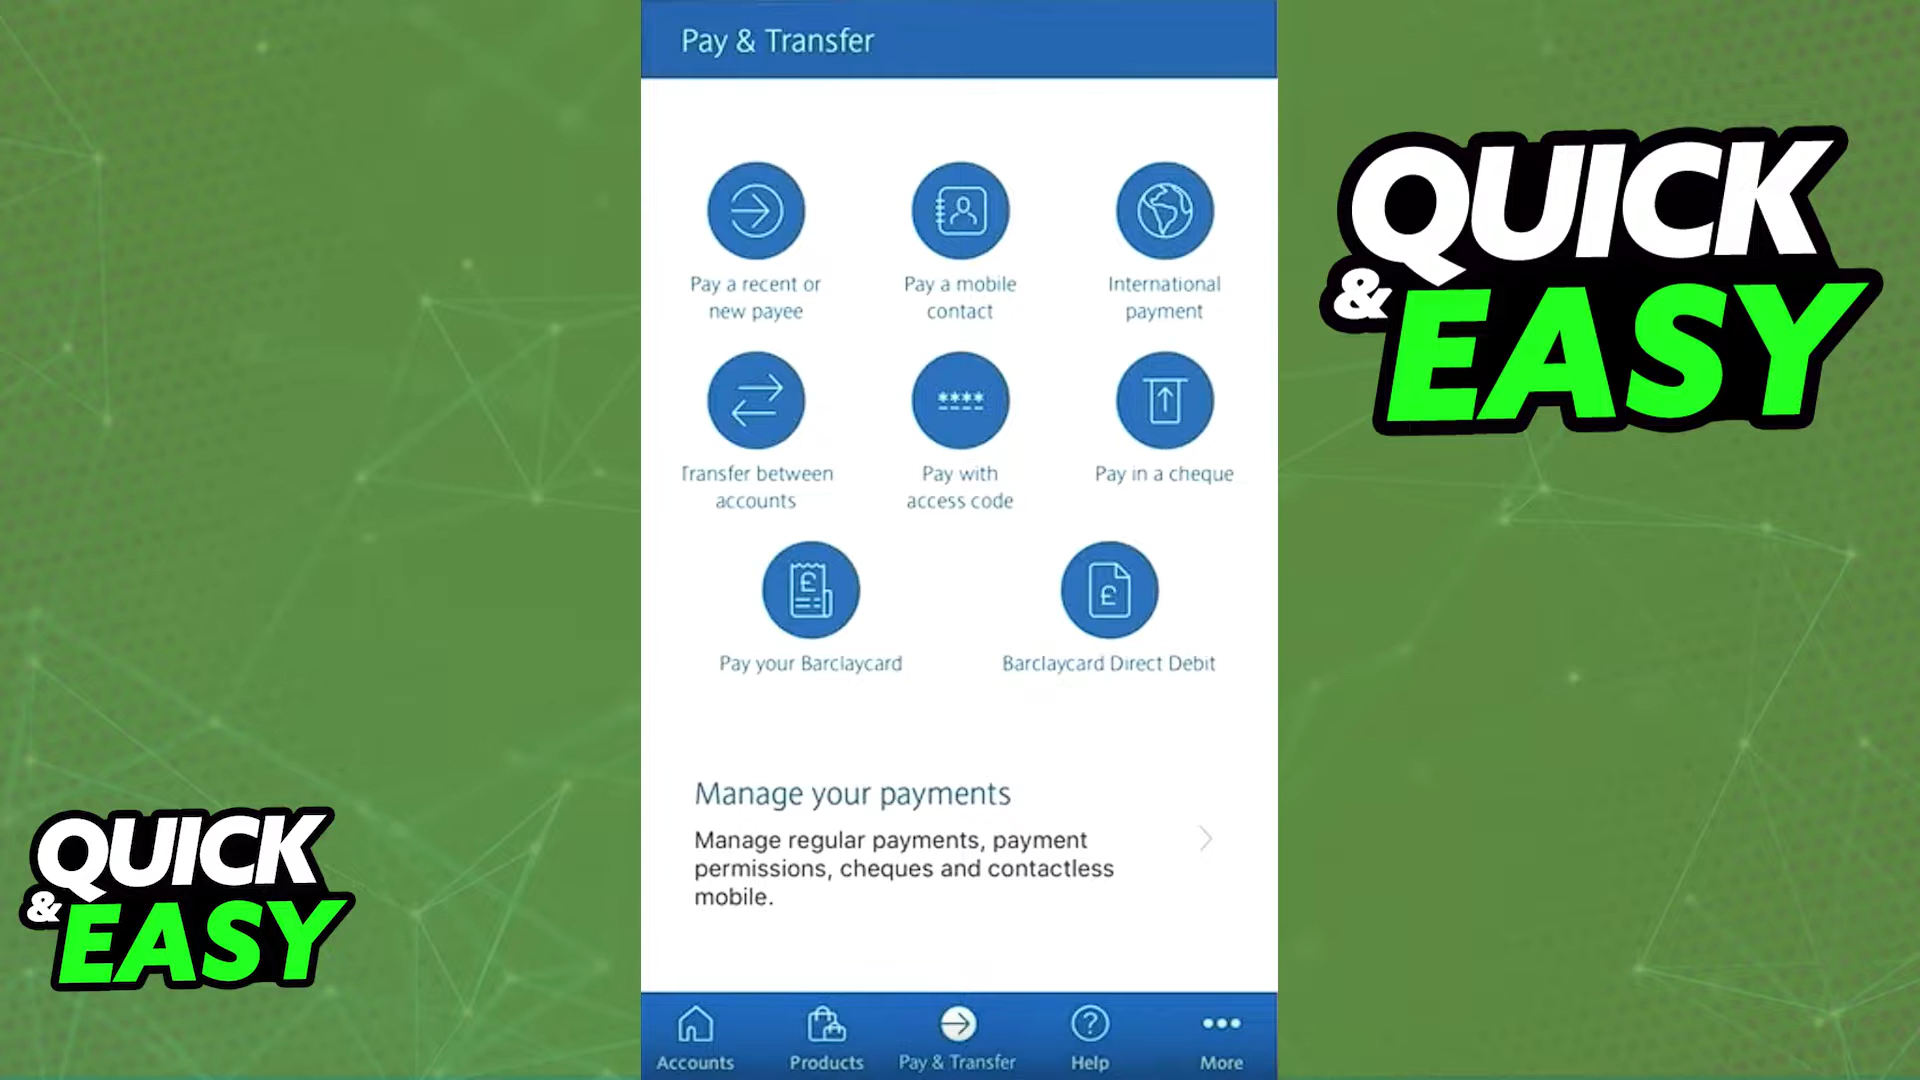 Pay & Transfer
Pay a recent or
new payee
Pay a mobile
contact
International
payment
Transfer between
accounts
****
Pay with
access code
Pay in a cheque
£
Pay your Barclaycard
£
Barclaycard Direct Debit
Manage your payments
Manage regular payments, payment
permissions, cheques and contactless
mobile.
Accounts
Products
Pay & Transfer
?
Help
More
QUICK
& EASY
QUICK
& EASY